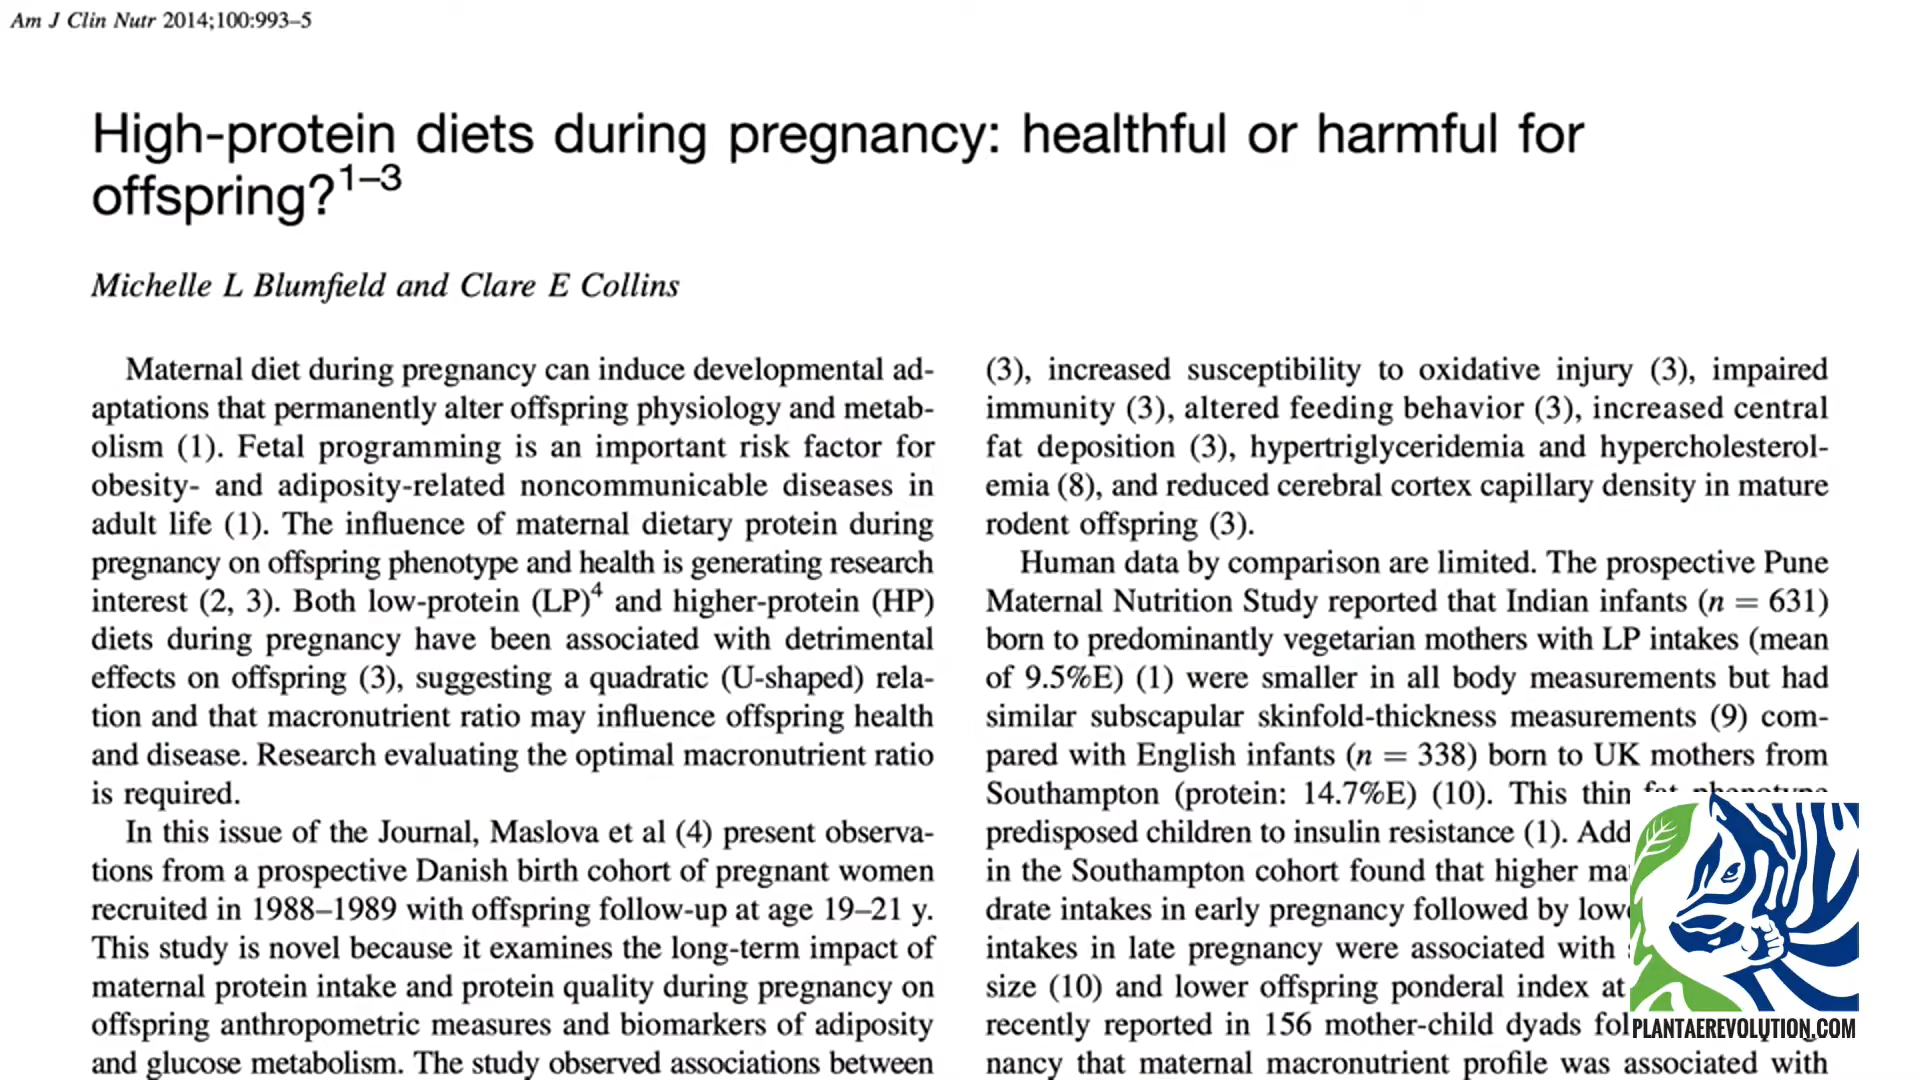 Am J Clin Nutr 2014;100:993–5
High-protein diets during pregnancy: healthful or harmful for
offspring?1–3
Michelle L Blumfield and Clare E Collins
Maternal diet during pregnancy can induce developmental ad-
aptations that permanently alter offspring physiology and metab-
olism (1). Fetal programming is an important risk factor for
obesity- and adiposity-related noncommunicable diseases in
adult life (1). The influence of maternal dietary protein during
pregnancy on offspring phenotype and health is generating research
interest (2, 3). Both low-protein (LP)4 and higher-protein (HP)
diets during pregnancy have been associated with detrimental
effects on offspring (3), suggesting a quadratic (U-shaped) rela-
tion and that macronutrient ratio may influence offspring health
and disease. Research evaluating the optimal macronutrient ratio
is required.
In this issue of the Journal, Maslova et al (4) present observa-
tions from a prospective Danish birth cohort of pregnant women
recruited in 1988–1989 with offspring follow-up at age 19–21 y.
This study is novel because it examines the long-term impact of
maternal protein intake and protein quality during pregnancy on
offspring anthropometric measures and biomarkers of adiposity
and glucose metabolism. The study observed associations between
(3), increased susceptibility to oxidative injury (3), impaired
immunity (3), altered feeding behavior (3), increased central
fat deposition (3), hypertriglyceridemia and hypercholesterol-
emia (8), and reduced cerebral cortex capillary density in mature
rodent offspring (3).
Human data by comparison are limited. The prospective Pune
Maternal Nutrition Study reported that Indian infants (n = 631)
born to predominantly vegetarian mothers with LP intakes (mean
of 9.5%E) (1) were smaller in all body measurements but had
similar subscapular skinfold-thickness measurements (9) com-
pared with English infants (n = 338) born to UK mothers from
Southampton (protein: 14.7%E) (10). This thin
predisposed children to insulin resistance (1). Add
in the Southampton cohort found that higher ma
drate intakes in early pregnancy followed by low
intakes in late pregnancy were associated with
size (10) and lower offspring ponderal index at
recently reported in 156 mother-child dyads fol
nancy that maternal macronutrient profile was associated with
PLANTAEREVOLUTION.COM